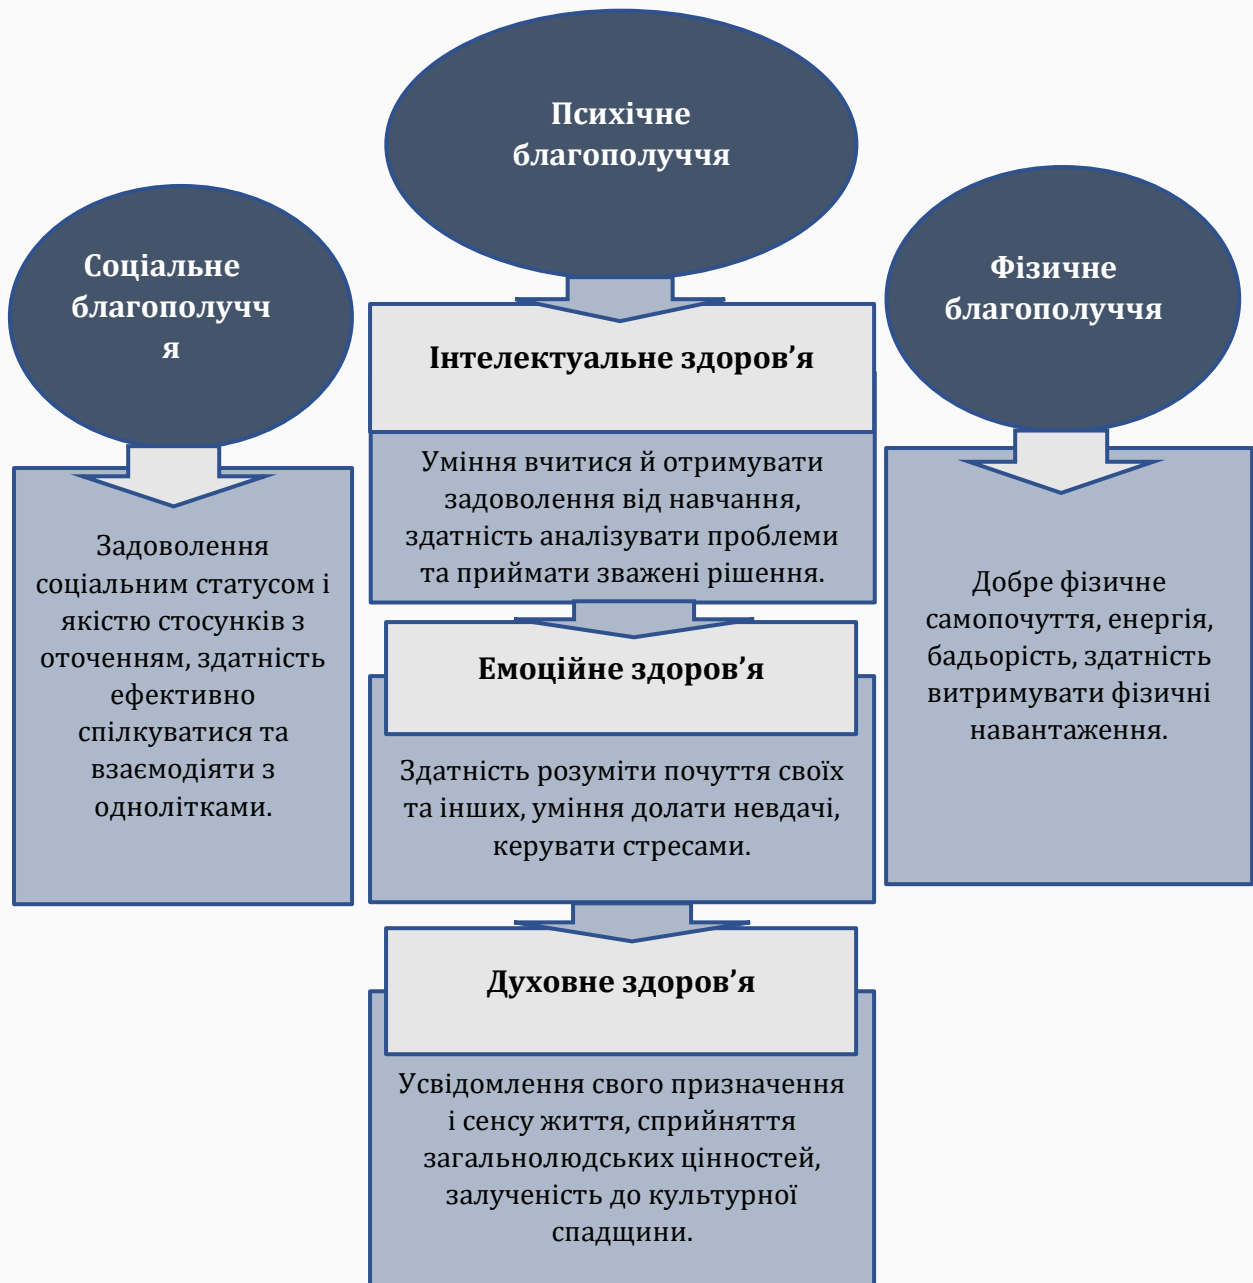 Психічне
благополуччя
Соціальне
благополучч
я
Фізичне
благополуччя
Інтелектуальне здоров’я
Уміння вчитися й отримувати
задоволення від навчання,
здатність аналізувати проблеми
та приймати зважені рішення.
Задоволення
соціальним статусом і
якістю стосунків з
оточенням, здатність
ефективно
спілкуватися та
взаємодіяти з
однолітками.
Добре фізичне
самопочуття, енергія,
бадьорість, здатність
витримувати фізичні
навантаження.
Емоційне здоров’я
Здатність розуміти почуття своїх
та інших, уміння долати невдачі,
керувати стресами.
Духовне здоров’я
Усвідомлення свого призначення
і сенсу життя, сприйняття
загальнолюдських цінностей,
залученість до культурної
спадщини.